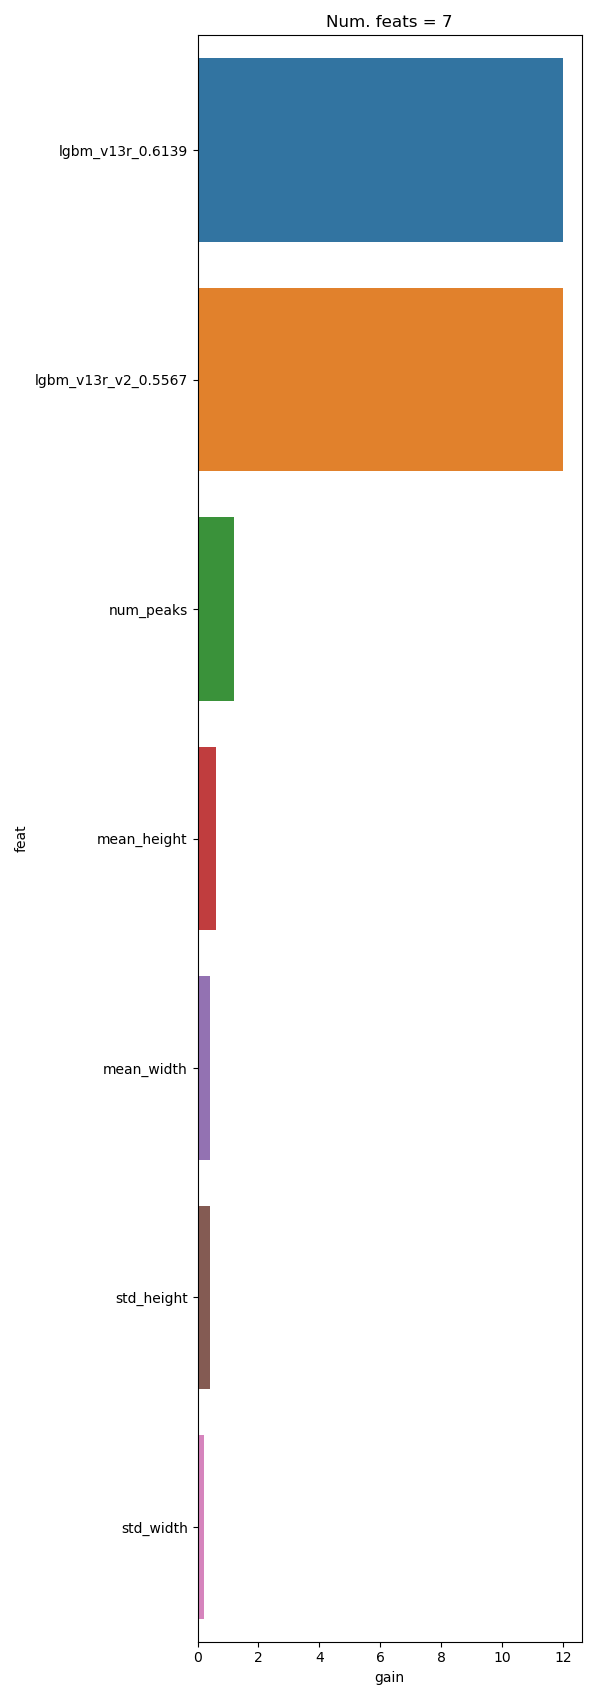 Num. feats = 7
lgbm_v13r_0.6139
lgbm_v13r_v2_0.5567
num_peaks
mean_height
feat
mean_width
std_height
std_width
0 2 4 6 8 10 12
gain